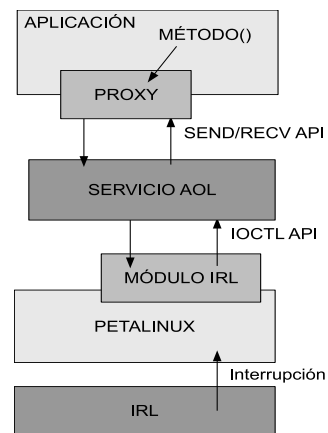 APLICACIÓN
MÉTODO()
PROXY
SEND/RECV API
SERVICIO AOL
IOCTL API
MÓDULO IRL
PETALINUX
Interrupción
IRL